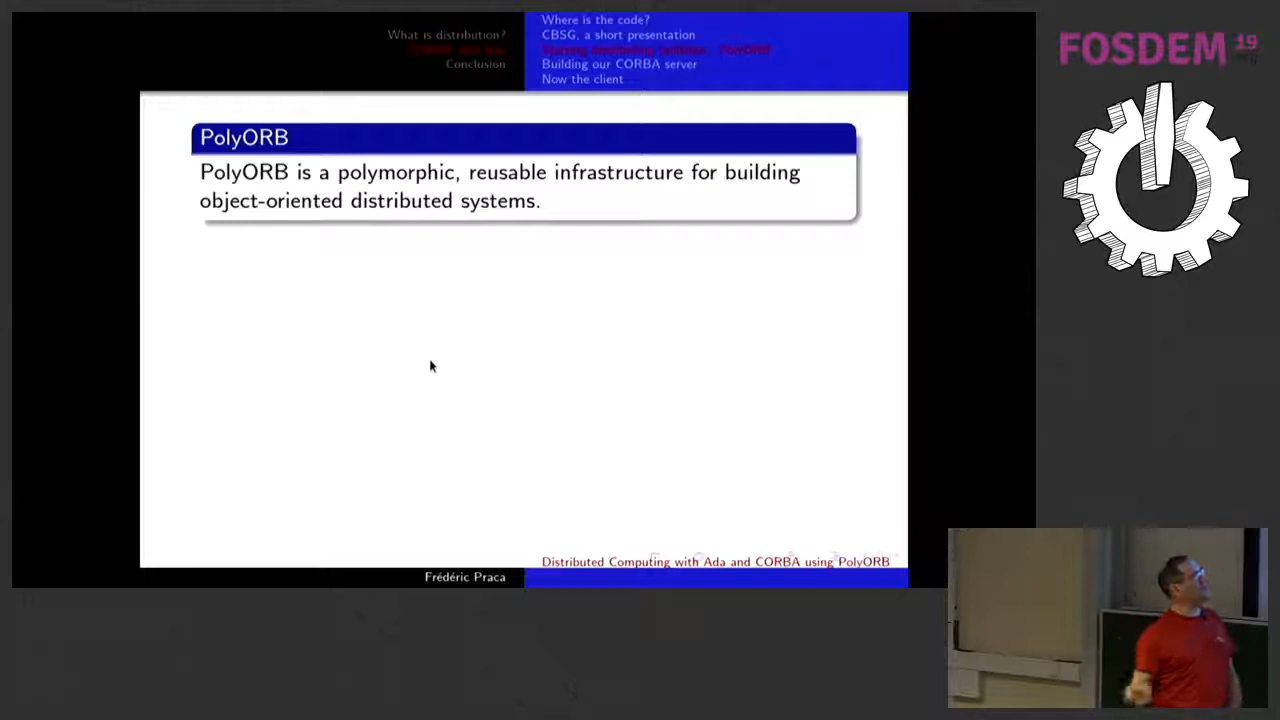 What is distribution?
Conclusion
Where is the code?
CBSG, a short presentation
PolyORB
Building our CORBA server
Now the client
FOSDEM 19
PolyORB
PolyORB is a polymorphic, reusable infrastructure for building
object-oriented distributed systems.
Distributed Computing with Ada and CORBA using PolyORB
Frédéric Praca